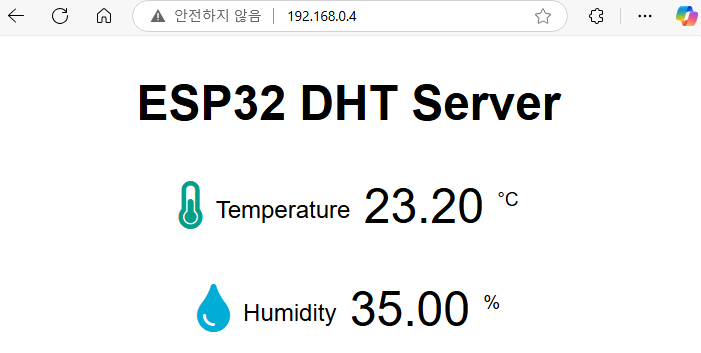 안전하지 않음 192.168.0.4
ESP32 DHT Server
Temperature 23.20 °C
Humidity 35.00 %